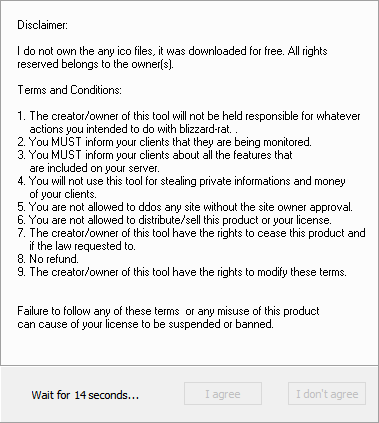 Disclaimer:
I do not own the any ico files, it was downloaded for free. All rights
reserved belongs to the owner(s).
Terms and Conditions:
1. The creator/owner of this tool will not be held responsible for whatever
actions you intended to do with blizzard-rat. .
2. You MUST inform your clients that they are being monitored.
3. You MUST inform your clients about all the features that
are included on your server.
4. You will not use this tool for stealing private informations and money
of your clients.
5. You are not allowed to ddos any site without the site owner approval.
6. You are not allowed to distribute/sell this product or your license.
7. The creator/owner of this tool have the rights to cease this product and
if the law requested to.
8. No refund.
9. The creator/owner of this tool have the rights to modify these terms.
Failure to follow any of these terms  or any misuse of this product
can cause of your license to be suspended or banned.
Wait for 14 seconds... I agree I don't agree